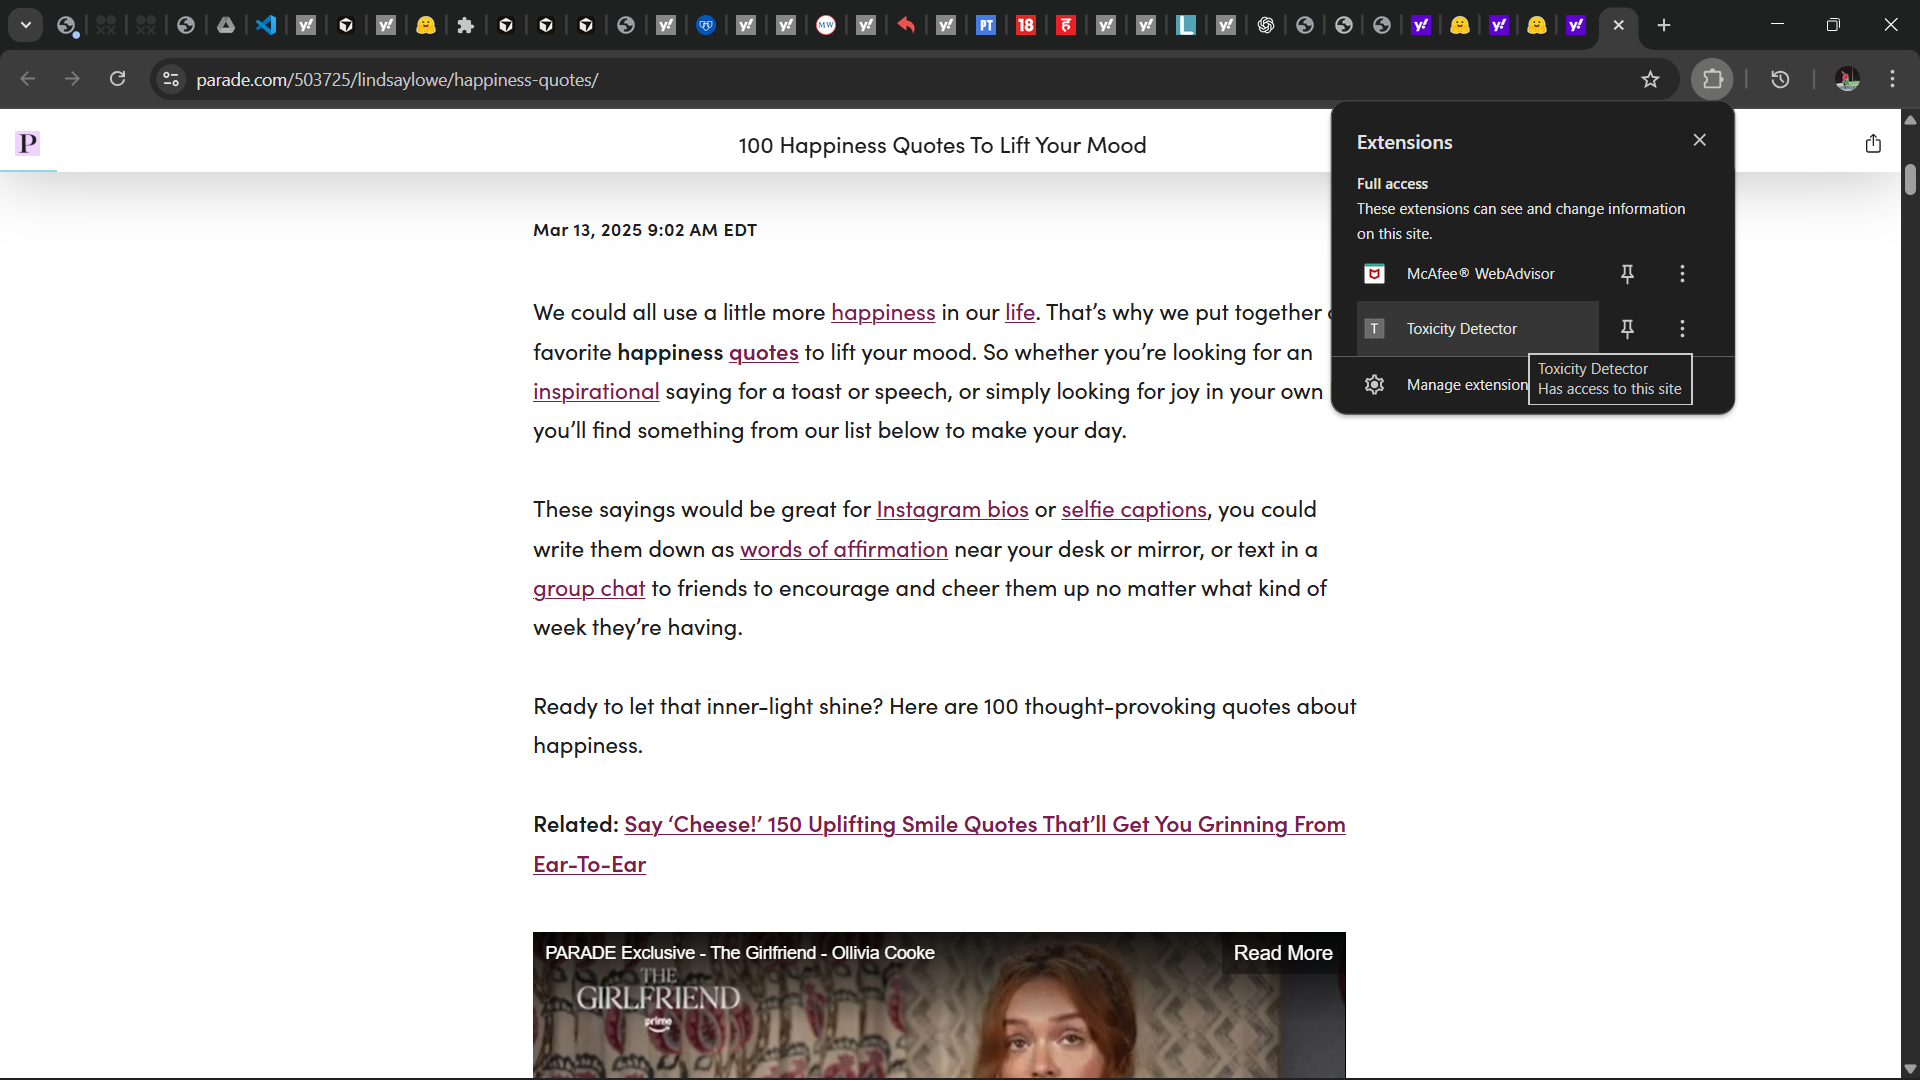 parade.com/503725/lindsaylowe/happiness-quotes/
P
100 Happiness Quotes To Lift Your Mood
Extensions
Full access
These extensions can see and change information
on this site.
McAfee® WebAdvisor
T
Toxicity Detector
Manage extension
Toxicity Detector
Has access to this site
Mar 13, 2025 9:02 AM EDT
We could all use a little more happiness in our life. That’s why we put together
favorite happiness quotes to lift your mood. So whether you’re looking for an
inspirational saying for a toast or speech, or simply looking for joy in your own
you’ll find something from our list below to make your day.
These sayings would be great for Instagram bios or selfie captions, you could
write them down as words of affirmation near your desk or mirror, or text in a
group chat to friends to encourage and cheer them up no matter what kind of
week they’re having.
Ready to let that inner-light shine? Here are 100 thought-provoking quotes about
happiness.
Related: Say ‘Cheese!’ 150 Uplifting Smile Quotes That’ll Get You Grinning From
Ear-To-Ear
PARADE Exclusive - The Girlfriend - Ollivia Cooke
Read More
THE
GIRLFRIEND
prime